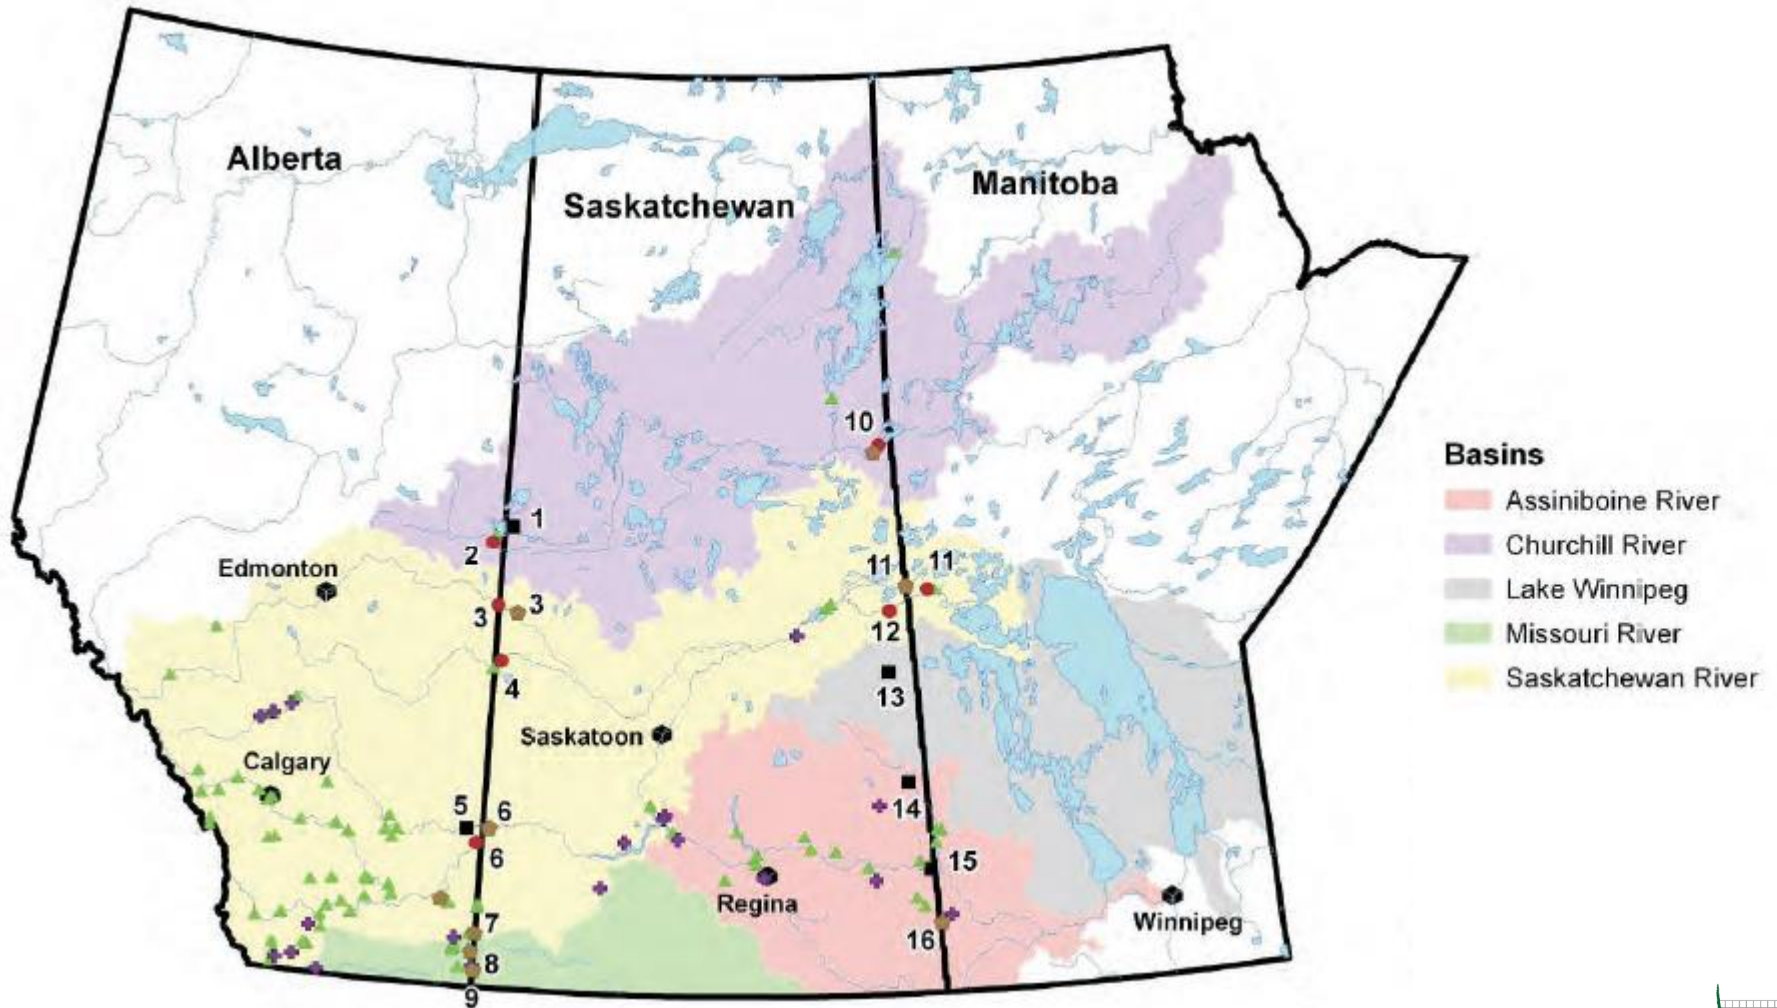 Alberta
Saskatchewan
Manitoba
10
1
2
Edmonton
11
11
3
3
12
4
13
Saskatoon
Calgary
5
6
14
6
15
Regina
Winnipeg
7
16
8
9
Basins
Assiniboine River
Churchill River
Lake Winnipeg
Missouri River
Saskatchewan River